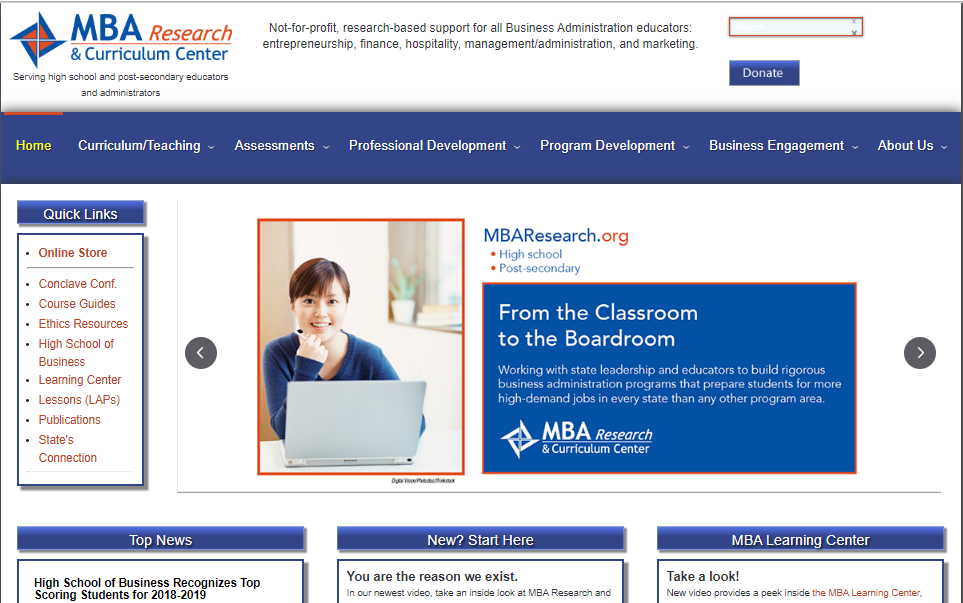 MBA Research
& Curriculum Center
Serving high school and post-secondary educators
and administrators
Not-for-profit, research-based support for all Business Administration educators:
entrepreneurship, finance, hospitality, management/administration, and marketing.
Donate
Home
Curriculum/Teaching
Assessments
Professional Development
Program Development
Business Engagement
About Us
Quick Links
Online Store
Conclave Conf.
Course Guides
Ethics Resources
High School of
Business
Learning Center
Lessons (LAPs)
Publications
State's
Connection
MBAResearch.org
• High school
• Post-secondary
From the Classroom
to the Boardroom
Working with state leadership and educators to build rigorous
business administration programs that prepare students for more
high-demand jobs in every state than any other program area.
MBA Research
& Curriculum Center
Digital Vision/Photodisc/Thinkstock
Top News
High School of Business Recognizes Top
Scoring Students for 2018-2019
New? Start Here
You are the reason we exist.
In our newest video, take an inside look at MBA Research and
MBA Learning Center
Take a look!
New video provides a peek inside the MBA Learning Center,